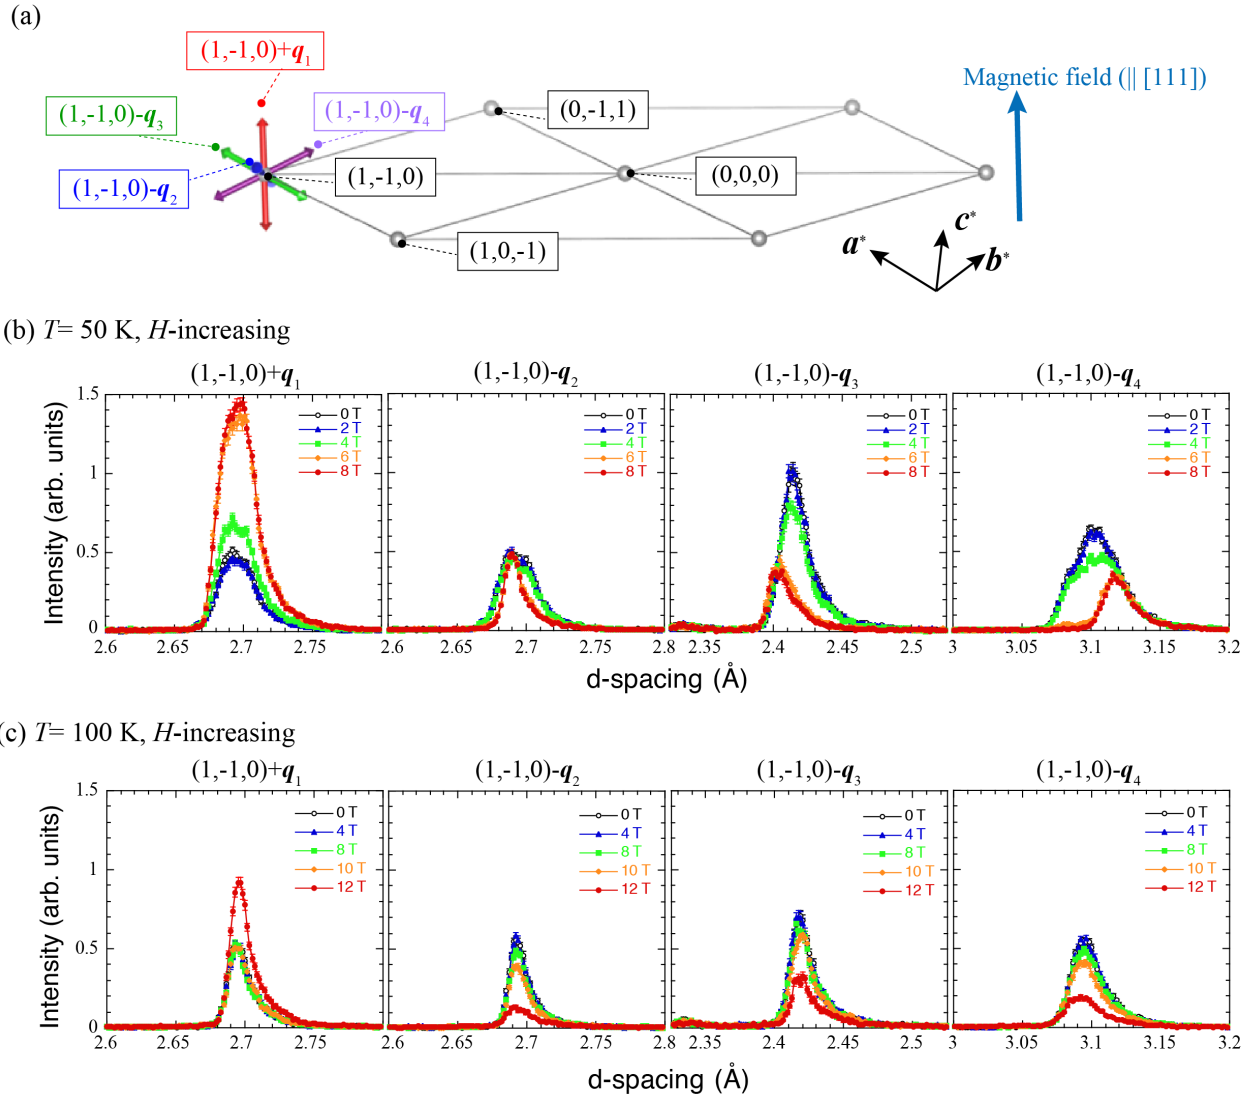 (a)
(1,-1,0)+q1
Magnetic field (|| [111])
(1,-1,0)-q3
(1,-1,0)-q4
(0,-1,1)
(1,-1,0)-q2
(1,-1,0)
(0,0,0)
(1,0,-1)
a*
c*
b*
(b) T= 50 K, H-increasing
(1,-1,0)+q1
(1,-1,0)-q2
(1,-1,0)-q3
(1,-1,0)-q4
Intensity (arb. units)
1.5
1
0.5
0
0 T
2 T
4 T
6 T
8 T
0 T
2 T
4 T
6 T
8 T
0 T
2 T
4 T
6 T
8 T
0 T
2 T
4 T
6 T
8 T
2.6 2.65 2.7 2.75
2.6 2.65 2.7 2.75 2.8
2.35 2.4 2.45 2.5
3 3.05 3.1 3.15 3.2
d-spacing (Å)
(c) T= 100 K, H-increasing
(1,-1,0)+q1
(1,-1,0)-q2
(1,-1,0)-q3
(1,-1,0)-q4
Intensity (arb. units)
1.5
1
0.5
0
0 T
4 T
8 T
10 T
12 T
0 T
4 T
8 T
10 T
12 T
0 T
4 T
8 T
10 T
12 T
0 T
4 T
8 T
10 T
12 T
2.6 2.65 2.7 2.75
2.6 2.65 2.7 2.75 2.8
2.35 2.4 2.45 2.5
3 3.05 3.1 3.15 3.2
d-spacing (Å)